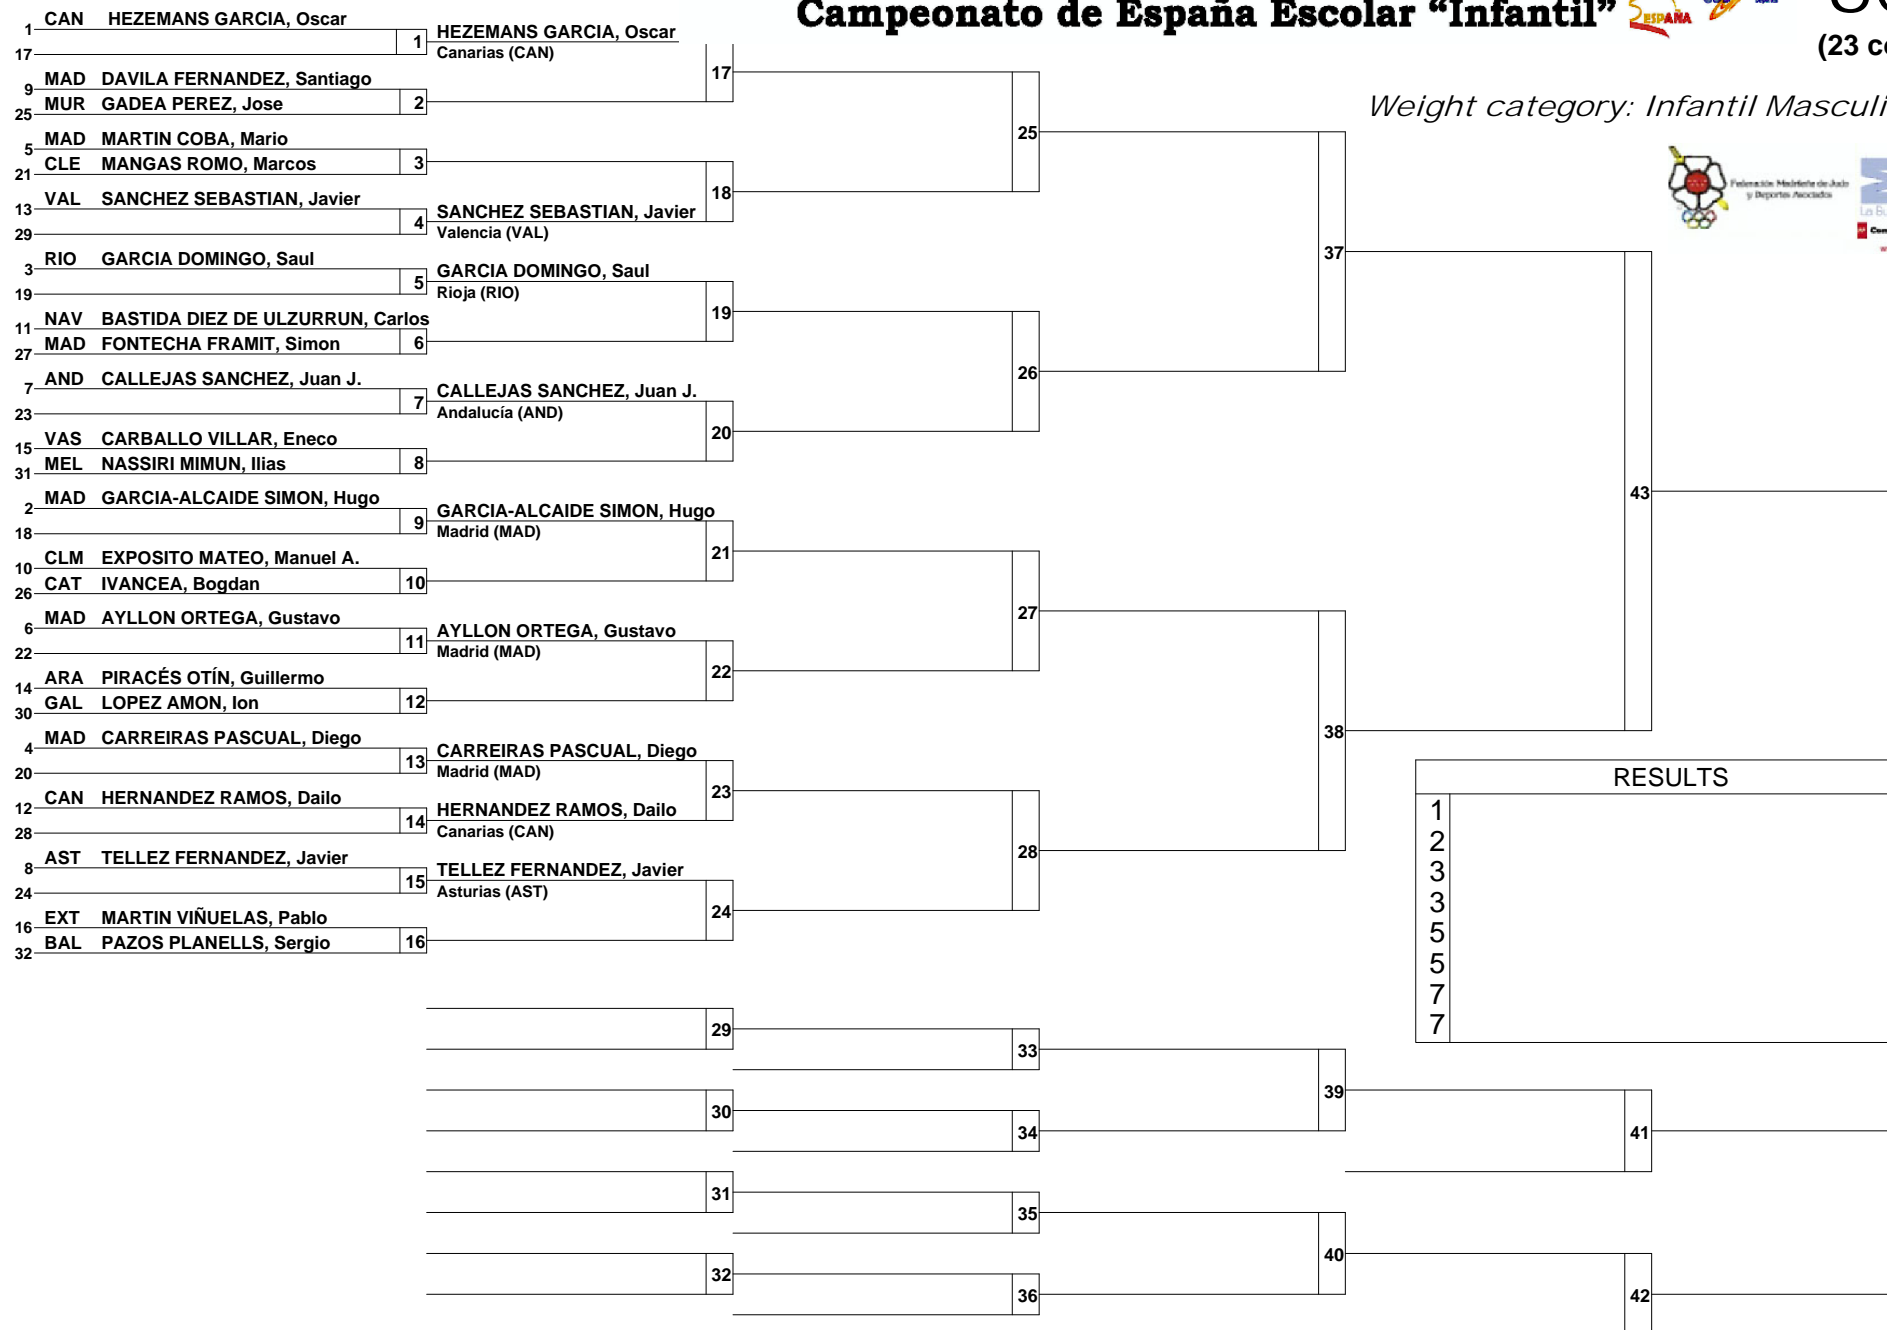 Campeonato de España Escolar “Infantil”
ESPAÑA
(23 c
Weight category: Infantil Masculi
Federación Madrileña de Judo
y Deportes Asociados
1 CAN HEZEMANS GARCIA, Oscar
17
1 HEZEMANS GARCIA, Oscar
Canarias (CAN)
9 MAD DAVILA FERNANDEZ, Santiago
25 MUR GADEA PEREZ, Jose
2
17
5 MAD MARTIN COBA, Mario
21 CLE MANGAS ROMO, Marcos
3
25
13 VAL SANCHEZ SEBASTIAN, Javier
29
4 SANCHEZ SEBASTIAN, Javier
Valencia (VAL)
18
3 RIO GARCIA DOMINGO, Saul
19
5 GARCIA DOMINGO, Saul
Rioja (RIO)
37
11 NAV BASTIDA DIEZ DE ULZURRUN, Carlos
27 MAD FONTECHA FRAMIT, Simon
6
19
7 AND CALLEJAS SANCHEZ, Juan J.
23
7 CALLEJAS SANCHEZ, Juan J.
Andalucía (AND)
26
15 VAS CARBALLO VILLAR, Eneco
31 MEL NASSIRI MIMUN, Ilias
8
20
2 MAD GARCIA-ALCAIDE SIMON, Hugo
18
9 GARCIA-ALCAIDE SIMON, Hugo
Madrid (MAD)
43
10 CLM EXPOSITO MATEO, Manuel A.
26 CAT IVANCEA, Bogdan
10
21
6 MAD AYLLON ORTEGA, Gustavo
22
11 AYLLON ORTEGA, Gustavo
Madrid (MAD)
27
14 ARA PIRACÉS OTÍN, Guillermo
30 GAL LOPEZ AMON, Ion
12
22
4 MAD CARREIRAS PASCUAL, Diego
20
13 CARREIRAS PASCUAL, Diego
Madrid (MAD)
38
12 CAN HERNANDEZ RAMOS, Dailo
28
14 HERNANDEZ RAMOS, Dailo
Canarias (CAN)
23
8 AST TELLEZ FERNANDEZ, Javier
24
15 TELLEZ FERNANDEZ, Javier
Asturias (AST)
28
16 EXT MARTIN VIÑUELAS, Pablo
32 BAL PAZOS PLANELLS, Sergio
16
24
RESULTS
1
2
3
3
5
5
7
7
29
33
30
34
39
41
31
35
32
36
40
42